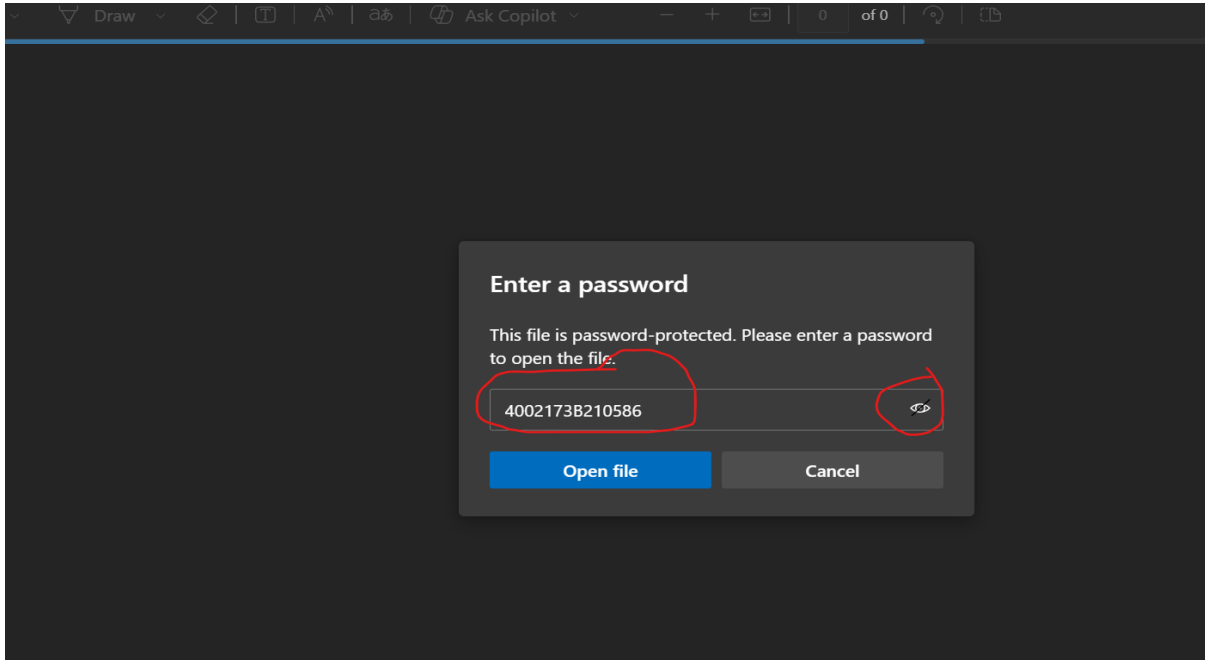 Draw
Ask Copilot
0 of 0
Enter a password
This file is password-protected. Please enter a password
to open the file.
4002173B210586
Open file Cancel